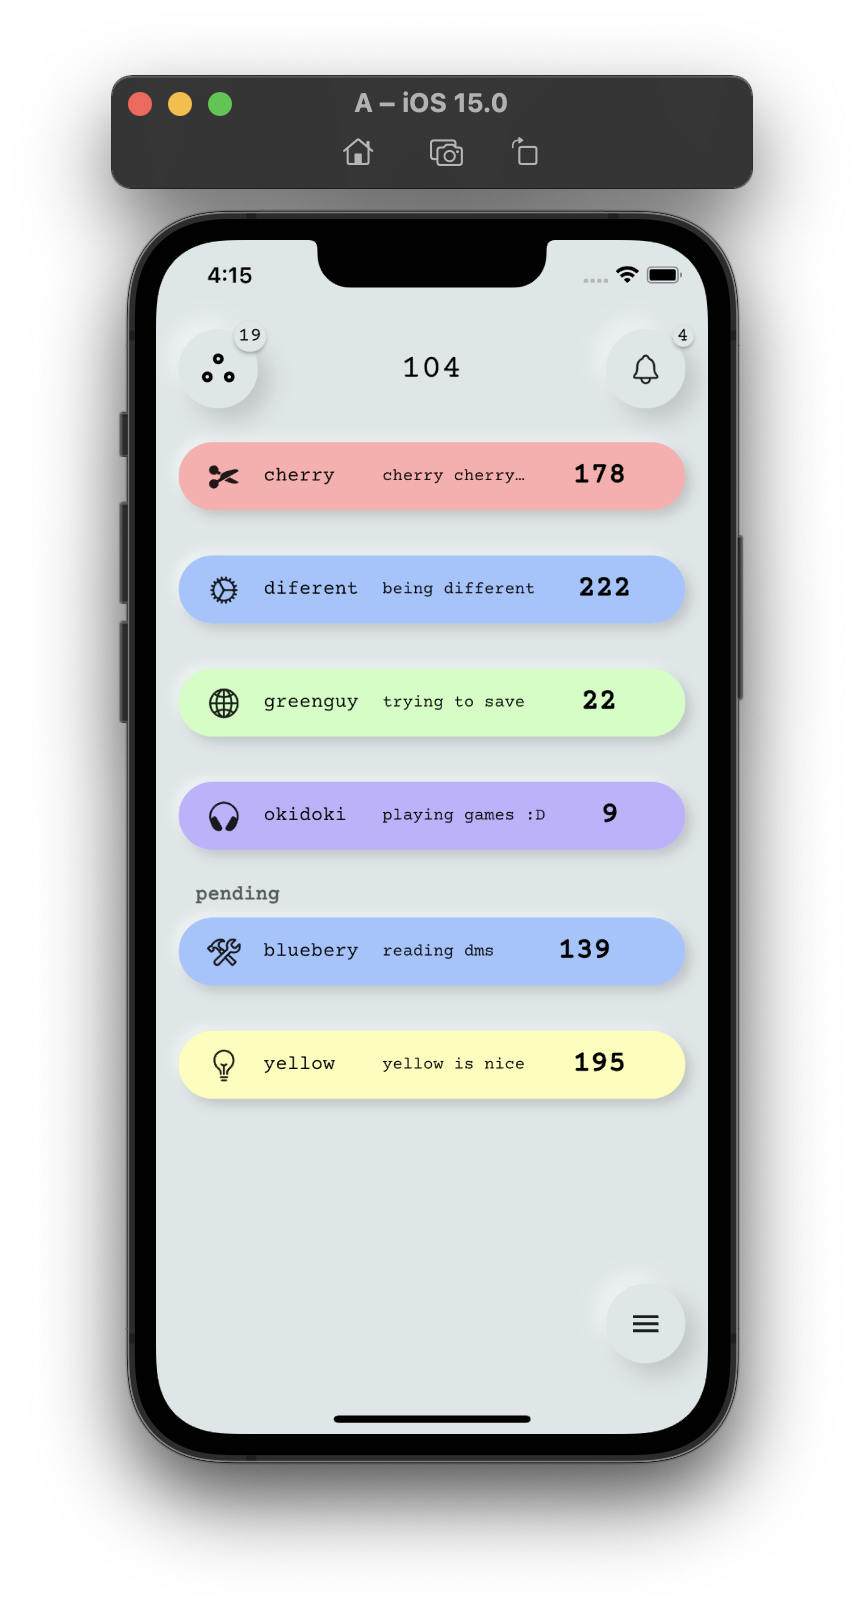 A – iOS 15.0
4:15
19
104
4
cherry cherry cherry… 178
diferent being different 222
greenguy trying to save 22
okidoki playing games :D 9
pending
bluebery reading dms 139
yellow yellow is nice 195